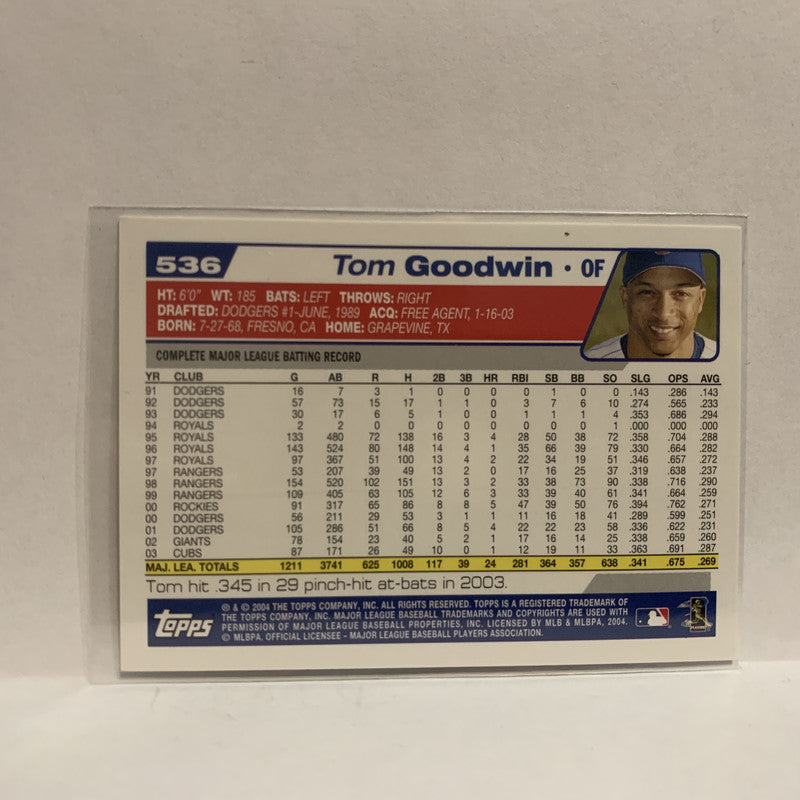 536 Tom Goodwin • OF
HT: 6'0" WT: 185 BATS: LEFT THROWS: RIGHT
DRAFTED: DODGERS #1-JUNE, 1989 ACQ: FREE AGENT, 1-16-03
BORN: 7-27-68, FRESNO, CA HOME: GRAPEVINE, TX
COMPLETE MAJOR LEAGUE BATTING RECORD
YR CLUB G AB R H 2B 3B HR RBI SB BB SO SLG OPS AVG
91 DODGERS 16 7 3 1 0 0 0 0 1 0 0 .143 .286 .143
92 DODGERS 57 73 15 17 1 1 0 3 7 6 10 .274 .565 .233
93 DODGERS 30 17 6 5 1 0 0 1 1 1 4 .353 .686 .294
94 ROYALS 2 2 0 0 0 0 0 0 0 0 1 .000 .000 .000
95 ROYALS 133 480 72 138 16 3 4 28 50 38 72 .358 .704 .288
96 ROYALS 143 524 80 148 14 4 1 35 66 39 79 .330 .664 .282
97 ROYALS 97 367 51 100 13 4 2 22 34 19 51 .346 .657 .272
97 RANGERS 53 207 39 49 13 2 0 17 16 25 37 .319 .638 .237
98 RANGERS 154 520 102 151 13 3 2 33 38 73 90 .338 .716 .290
99 RANGERS 109 405 63 105 12 6 3 33 39 40 61 .341 .664 .259
00 ROCKIES 91 317 65 86 8 8 5 47 39 50 76 .394 .762 .271
00 DODGERS 56 211 29 53 3 1 1 11 16 18 41 .289 .599 .251
01 DODGERS 105 286 51 66 8 5 4 22 22 23 58 .336 .622 .231
02 GIANTS 78 154 23 40 5 2 1 17 16 14 25 .338 .659 .260
03 CUBS 87 171 26 49 10 0 1 12 19 11 33 .363 .691 .287
MAJ. LEA. TOTALS 1211 3741 625 1008 117 39 24 281 364 357 638 .341 .675 .269
Tom hit .345 in 29 pinch-hit at-bats in 2003.
Topps
® & © 2004 THE TOPPS COMPANY, INC. ALL RIGHTS RESERVED. TOPPS IS A REGISTERED TRADEMARK OF
THE TOPPS COMPANY, INC. MAJOR LEAGUE BASEBALL TRADEMARKS AND COPYRIGHTS ARE USED WITH
PERMISSION OF MAJOR LEAGUE BASEBALL PROPERTIES, INC. LICENSED BY MLB & MLBPA, 2004.
© MLBPA. OFFICIAL LICENSEE - MAJOR LEAGUE BASEBALL PLAYERS ASSOCIATION.